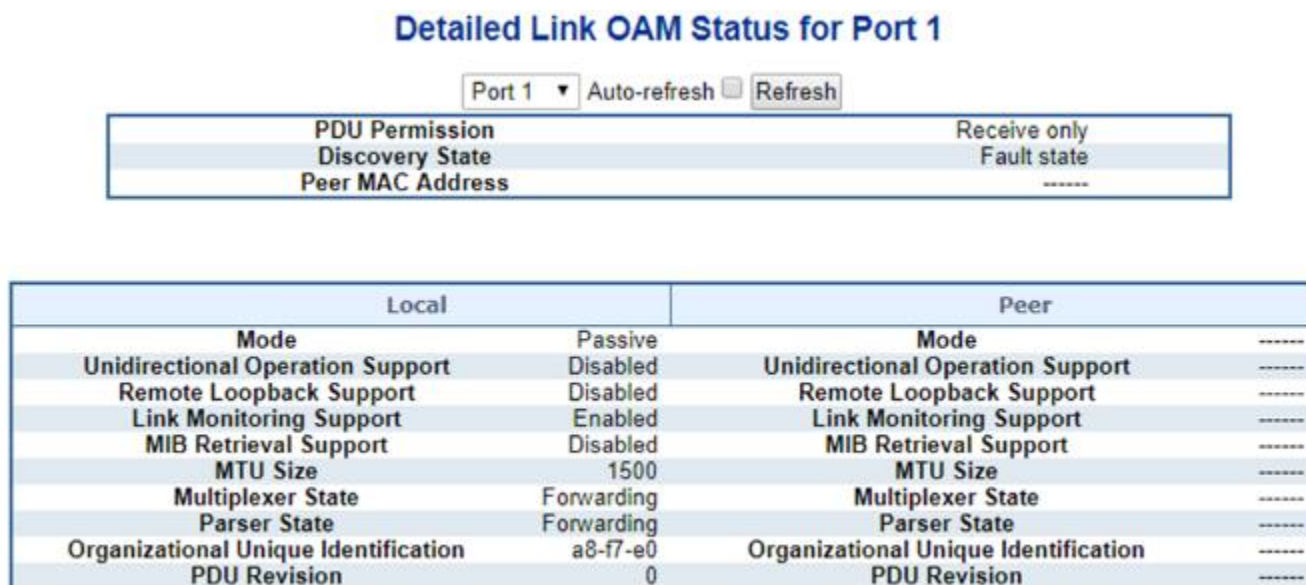 Detailed Link OAM Status for Port 1
Port 1 Auto-refresh Refresh
PDU Permission Receive only
Discovery State Fault state
Peer MAC Address ------
Local Peer
Mode Passive Mode ------
Unidirectional Operation Support Disabled Unidirectional Operation Support ------
Remote Loopback Support Disabled Remote Loopback Support ------
Link Monitoring Support Enabled Link Monitoring Support ------
MIB Retrieval Support Disabled MIB Retrieval Support ------
MTU Size 1500 MTU Size ------
Multiplexer State Forwarding Multiplexer State ------
Parser State Forwarding Parser State ------
Organizational Unique Identification a8-f7-e0 Organizational Unique Identification ------
PDU Revision 0 PDU Revision ------